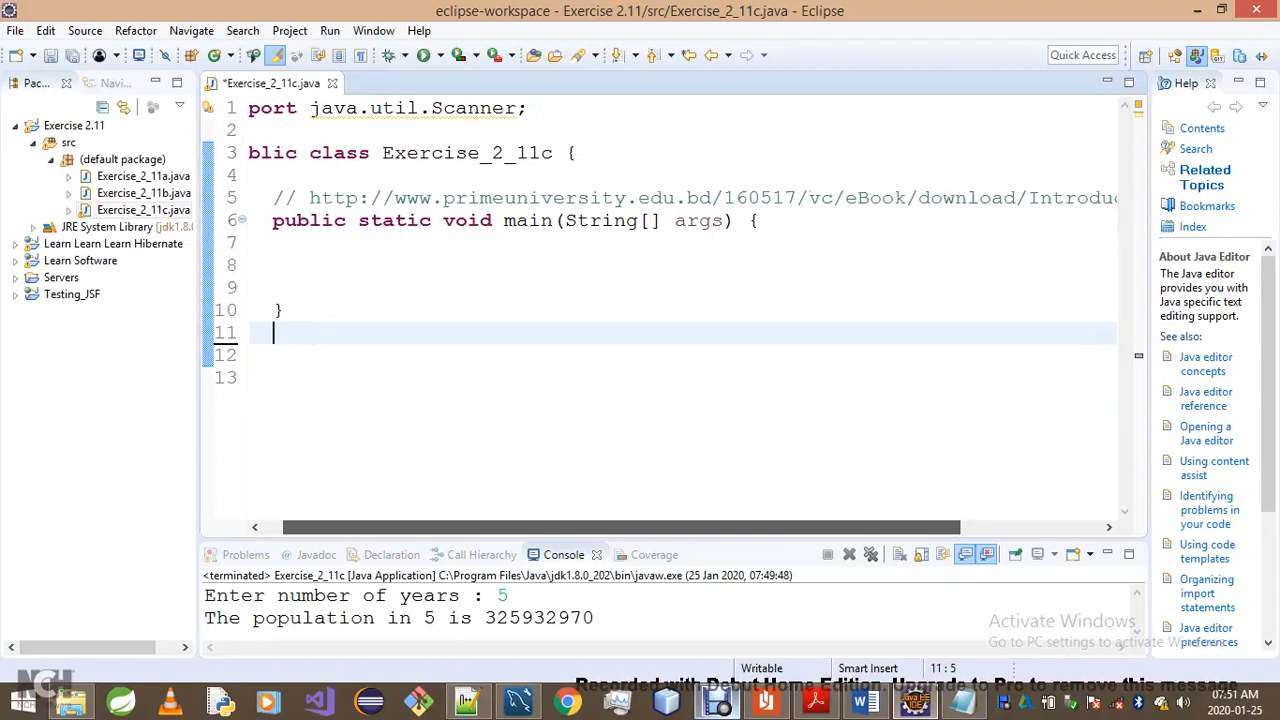 eclipse-workspace - Exercise 2.11/src/Exercise_2_11c.java - Eclipse
File Edit Source Refactor Navigate Search Project Run Window Help
Quick Access
Pac... Navi... *Exercise_2_11c.java Help
Exercise 2.11
src
(default package)
Exercise_2_11a.java
Exercise_2_11b.java
Exercise_2_11c.java
JRE System Library [jdk1.8.0
Learn Learn Learn Hibernate
Learn Software
Servers
Testing_JSF
1 port java.util.Scanner;
2
3 blic class Exercise_2_11c {
4
5 // http://www.primeuniversity.edu.bd/160517/vc/eBook/download/Introduc
6 public static void main(String[] args) {
7
8
9
10 }
11
12
13
Contents
Search
Related Topics
Bookmarks
Index
About Java Editor
The Java editor
provides you with
Java specific text
editing support.
See also:
Java editor
concepts
Java editor
reference
Opening a
Java editor
Using content
assist
Identifying
problems in
your code
Using code
templates
Organizing
import
statements
Java editor
preferences
Problems Javadoc Declaration Call Hierarchy Console Coverage
<terminated> Exercise_2_11c [Java Application] C:\Program Files\Java\jdk1.8.0_202\bin\javaw.exe (25 Jan 2020, 07:49:48)
Enter number of years : 5
The population in 5 is 325932970
Activate Windows
Go to PC settings to activate Windows.
Writable Smart Insert 11 : 5
NCH
Recorded with Debut Home Edition. Upgrade to Pro to remove this message
07:51 AM
2020-01-25